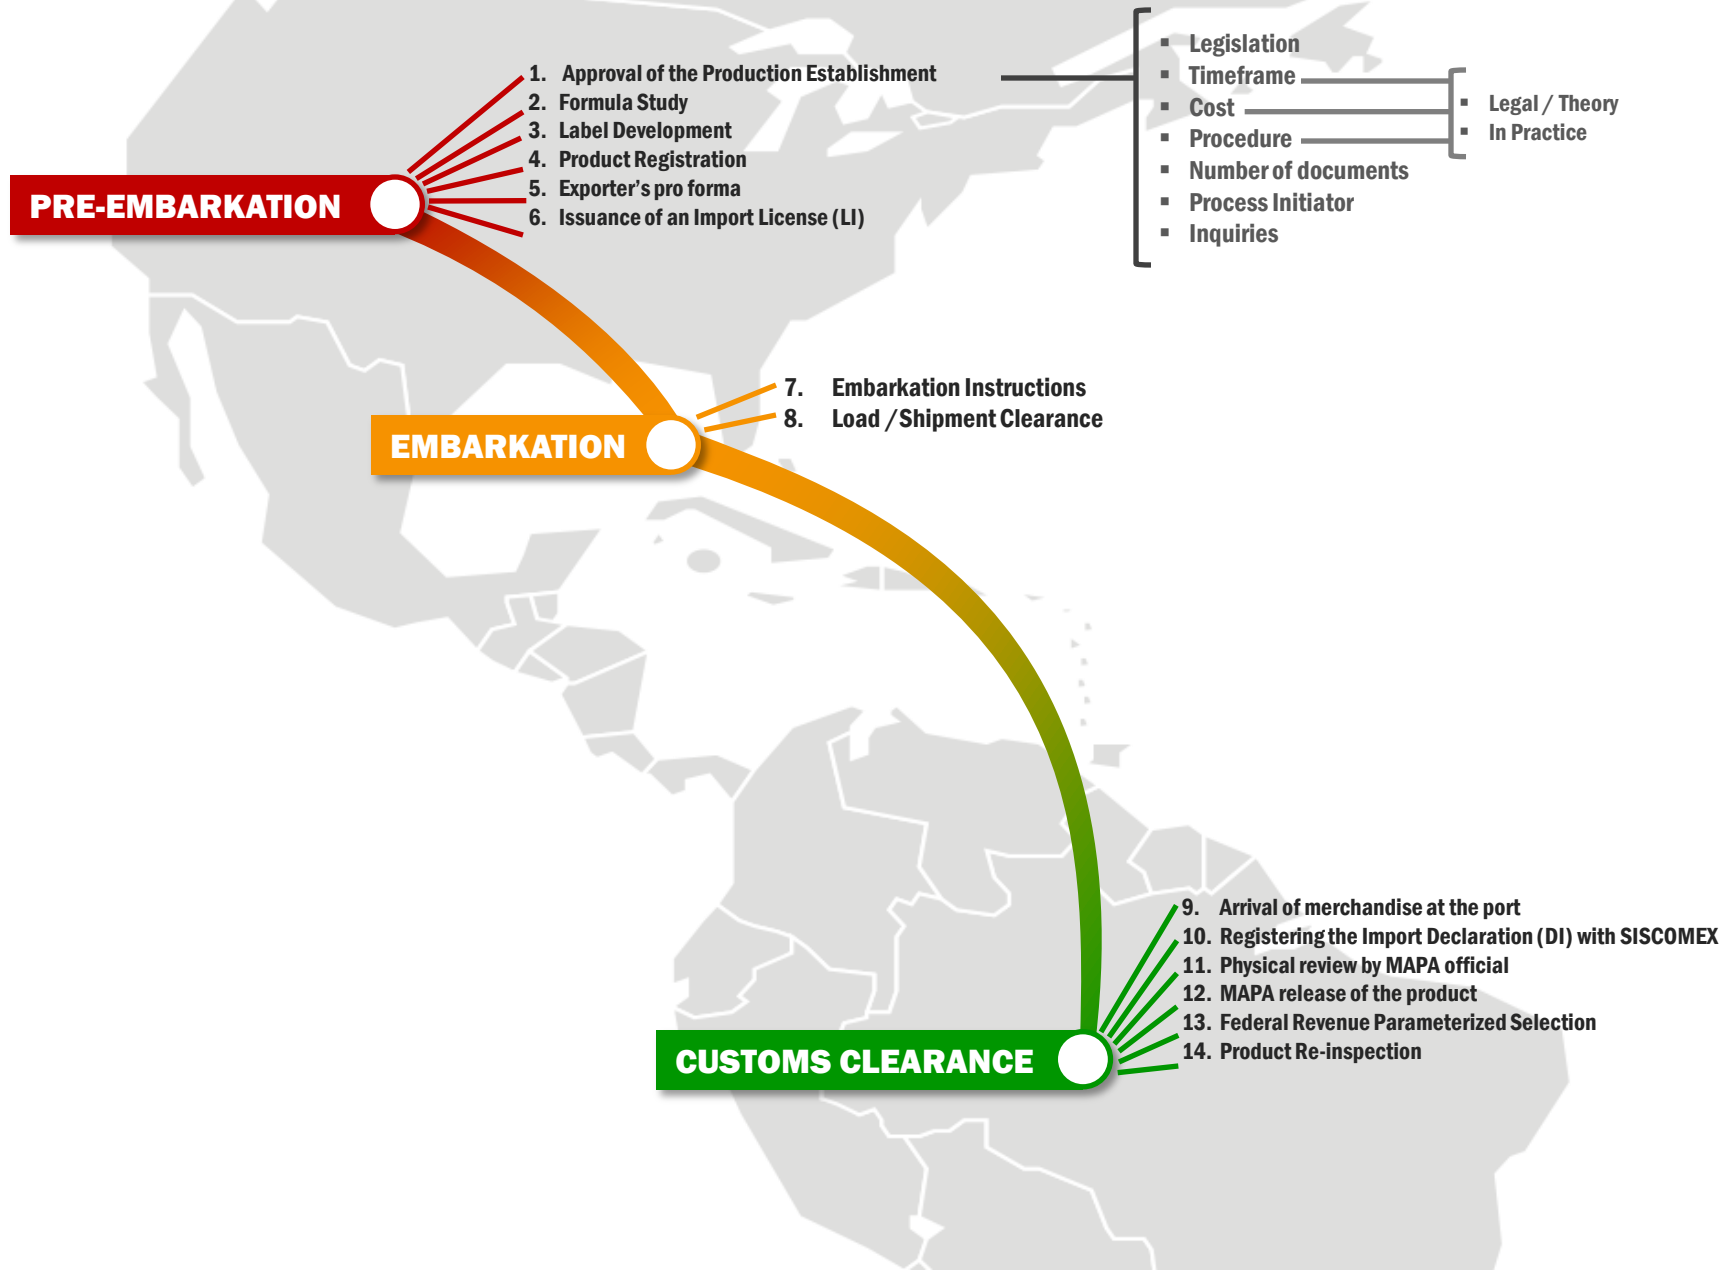 PRE-EMBARKATION
1. Approval of the Production Establishment
2. Formula Study
3. Label Development
4. Product Registration
5. Exporter's pro forma
6. Issuance of an Import License (LI)
▪ Legislation
▪ Timeframe
▪ Cost
▪ Procedure
▪ Number of documents
▪ Process Initiator
▪ Inquiries
▪ Legal / Theory
▪ In Practice
EMBARKATION
7. Embarkation Instructions
8. Load / Shipment Clearance
CUSTOMS CLEARANCE
9. Arrival of merchandise at the port
10. Registering the Import Declaration (DI) with SISCOMEX
11. Physical review by MAPA official
12. MAPA release of the product
13. Federal Revenue Parameterized Selection
14. Product Re-inspection